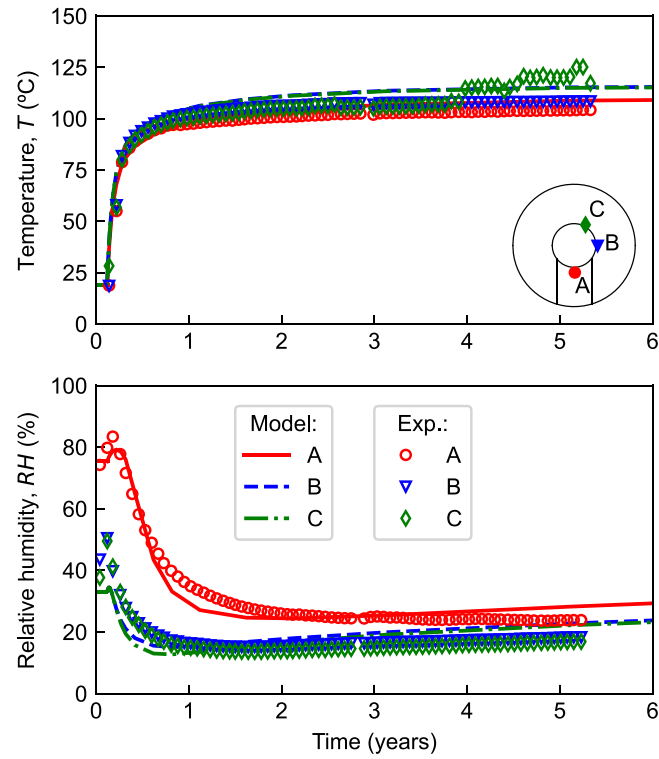 150
125
100
75
50
25
0
Temperature, T (ºC)
C
B
A
0 1 2 3 4 5 6
100
80
60
40
20
0
Relative humidity, RH (%)
Model: Exp.:
A A
B B
C C
0 1 2 3 4 5 6
Time (years)